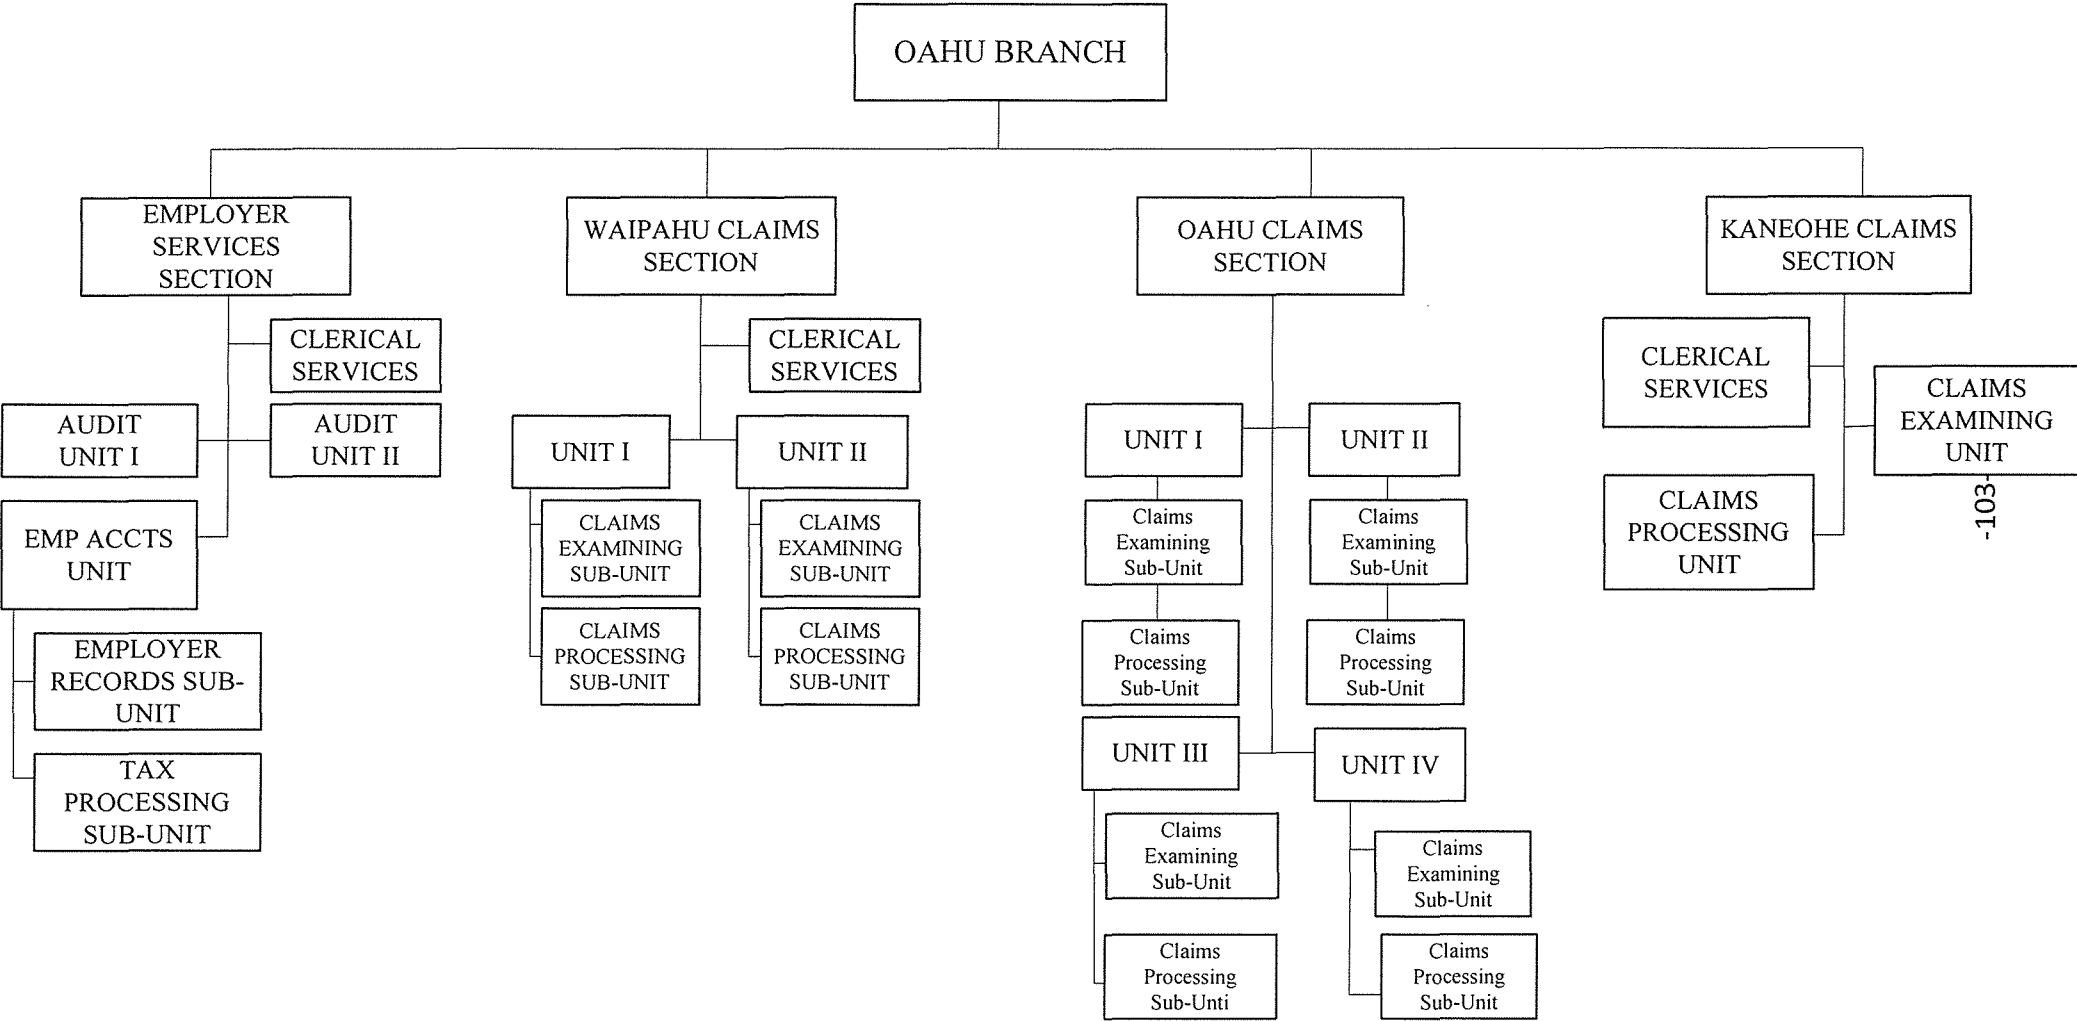 OAHU BRANCH
EMPLOYER
SERVICES
SECTION
CLERICAL
SERVICES
AUDIT
UNIT I
AUDIT
UNIT II
EMP ACCTS
UNIT
EMPLOYER
RECORDS SUB-
UNIT
TAX
PROCESSING
SUB-UNIT
WAIPAHU CLAIMS
SECTION
CLERICAL
SERVICES
UNIT I
CLAIMS
EXAMINING
SUB-UNIT
CLAIMS
PROCESSING
SUB-UNIT
UNIT II
CLAIMS
EXAMINING
SUB-UNIT
CLAIMS
PROCESSING
SUB-UNIT
OAHU CLAIMS
SECTION
UNIT I
Claims
Examining
Sub-Unit
Claims
Processing
Sub-Unit
UNIT II
Claims
Examining
Sub-Unit
Claims
Processing
Sub-Unit
UNIT III
Claims
Examining
Sub-Unit
Claims
Processing
Sub-Unti
UNIT IV
Claims
Examining
Sub-Unit
Claims
Processing
Sub-Unit
KANEOHE CLAIMS
SECTION
CLERICAL
SERVICES
CLAIMS
EXAMINING
UNIT
CLAIMS
PROCESSING
UNIT
-103-